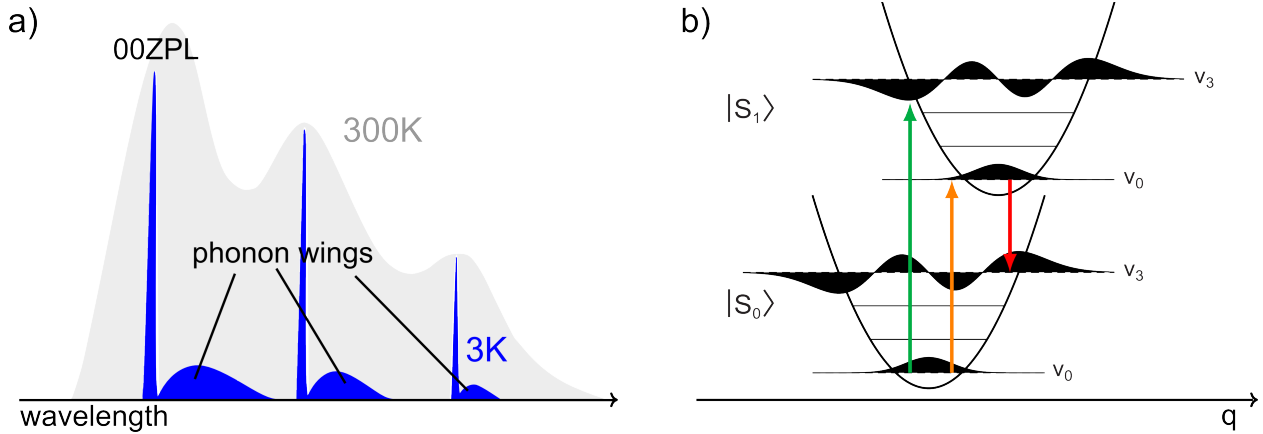 a)
00ZPL
300K
phonon wings
3K
wavelength
b)
|S₁⟩
v₃
v₀
|S₀⟩
v₃
v₀
q